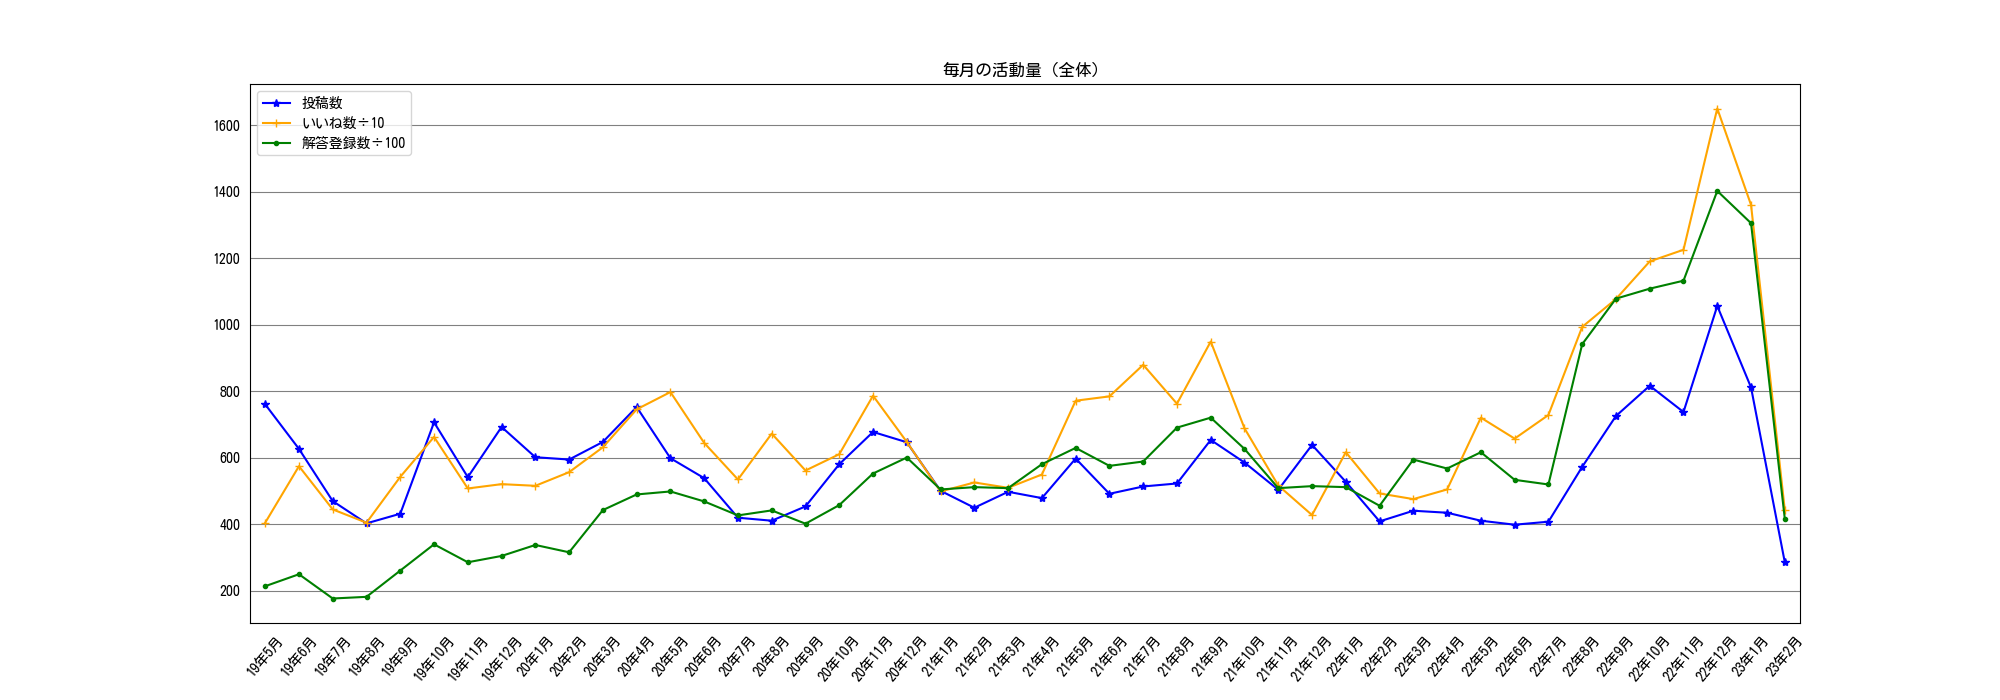 毎月の活動量（全体）
投稿数
いいね数÷10
解答登録数÷100
1600
1400
1200
1000
800
600
400
200
19年5月
19年6月
19年7月
19年8月
19年9月
19年10月
19年11月
19年12月
20年1月
20年2月
20年3月
20年4月
20年5月
20年6月
20年7月
20年8月
20年9月
20年10月
20年11月
20年12月
21年1月
21年2月
21年3月
21年4月
21年5月
21年6月
21年7月
21年8月
21年9月
21年10月
21年11月
21年12月
22年1月
22年2月
22年3月
22年4月
22年5月
22年6月
22年7月
22年8月
22年9月
22年10月
22年11月
22年12月
23年1月
23年2月